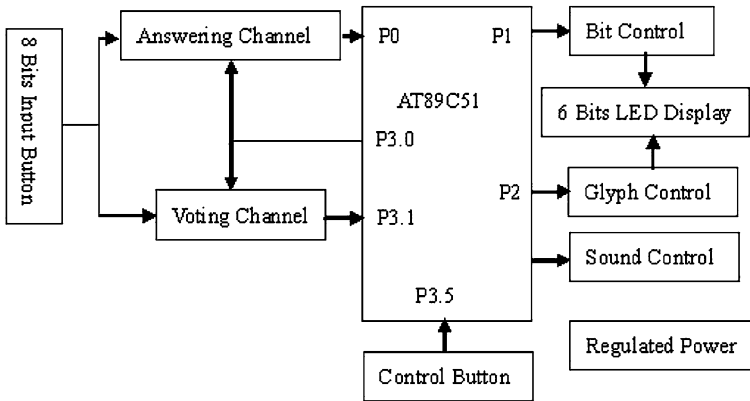 8 Bits Input Button
Answering Channel
Voting Channel
P0
P1
AT89C51
P3.0
P2
P3.1
P3.5
Control Button
Bit Control
6 Bits LED Display
Glyph Control
Sound Control
Regulated Power